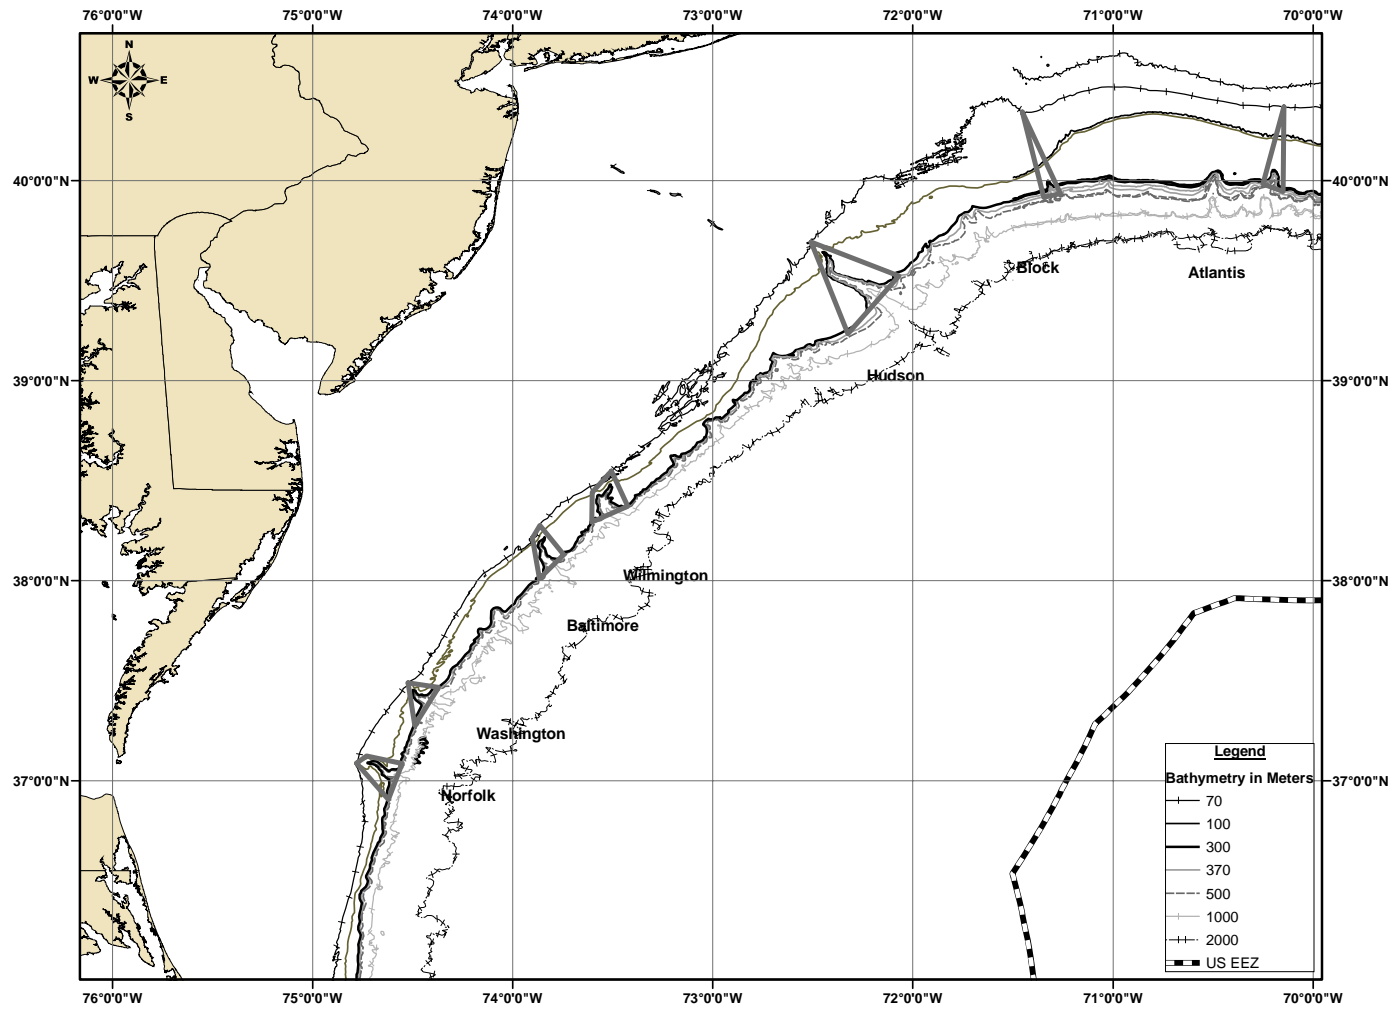 76°0'0"W 75°0'0"W 74°0'0"W 73°0'0"W 72°0'0"W 71°0'0"W 70°0'0"W
N
W E
S
40°0'0"N 40°0'0"N
Block
Atlantis
39°0'0"N 39°0'0"N
Hudson
38°0'0"N 38°0'0"N
Wilmington
Baltimore
Washington
37°0'0"N 37°0'0"N
Norfolk
Legend
Bathymetry in Meters
70
100
300
370
500
1000
2000
US EEZ
76°0'0"W 75°0'0"W 74°0'0"W 73°0'0"W 72°0'0"W 71°0'0"W 70°0'0"W